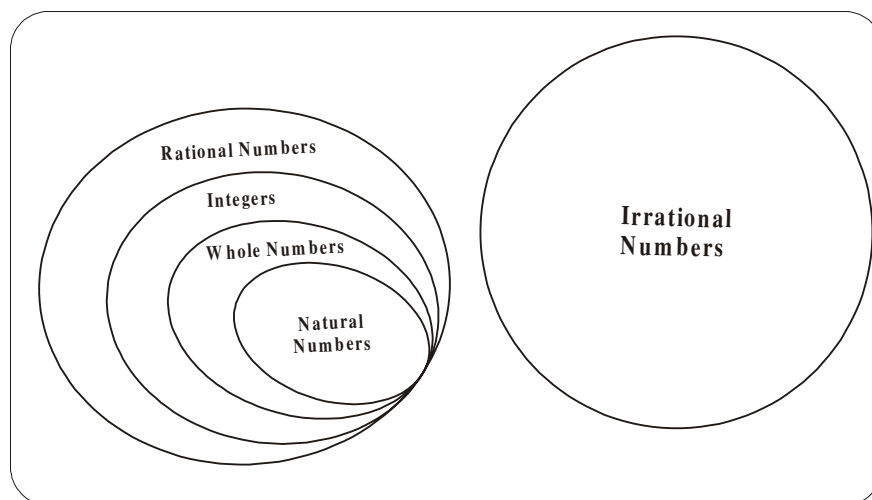 Rational Numbers
Integers
Whole Numbers
Natural
Numbers
Irrational
Numbers